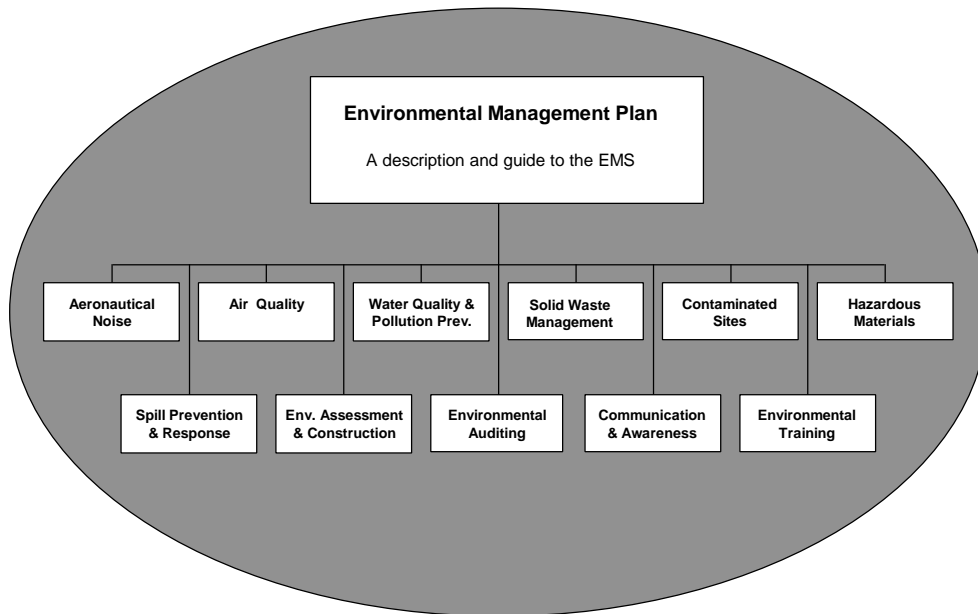 Environmental Management Plan
A description and guide to the EMS
Aeronautical
Noise
Air Quality
Water Quality &
Pollution Prev.
Solid Waste
Management
Contaminated
Sites
Hazardous
Materials
Spill Prevention
& Response
Env. Assessment
& Construction
Environmental
Auditing
Communication
& Awareness
Environmental
Training